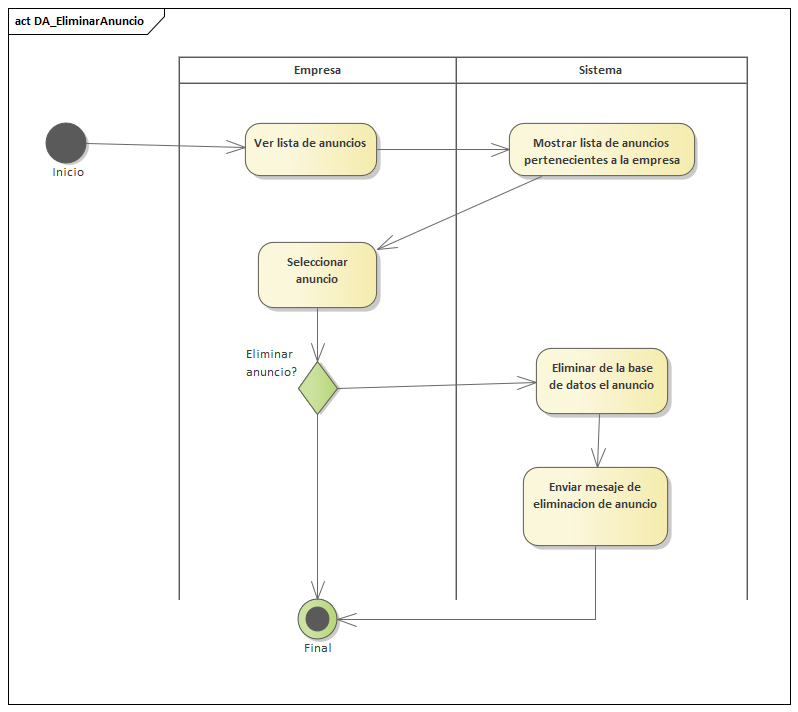 act DA_EliminarAnuncio
Empresa
Sistema
Inicio
Ver lista de anuncios
Mostrar lista de anuncios
pertenecientes a la empresa
Seleccionar
anuncio
Eliminar
anuncio?
Eliminar de la base
de datos el anuncio
Enviar mesaje de
eliminacion de anuncio
Final